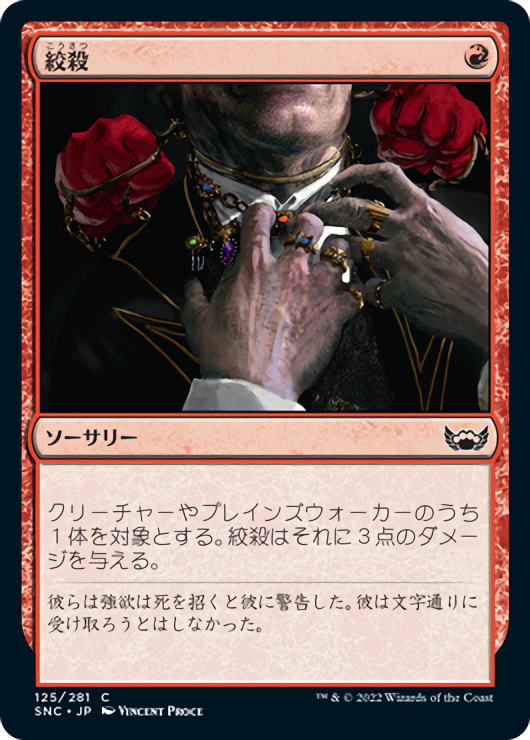 こうさつ
絞殺
ソーサリー
クリーチャーやプレインズウォーカーのうち
１体を対象とする。絞殺はそれに３点のダメー
ジを与える。
彼らは強欲は死を招くと彼に警告した。彼は文字通りに
受け取ろうとはしなかった。
125/281 C
SNC • JP VINCENT PROCE
™ & © 2022 Wizards of the Coast